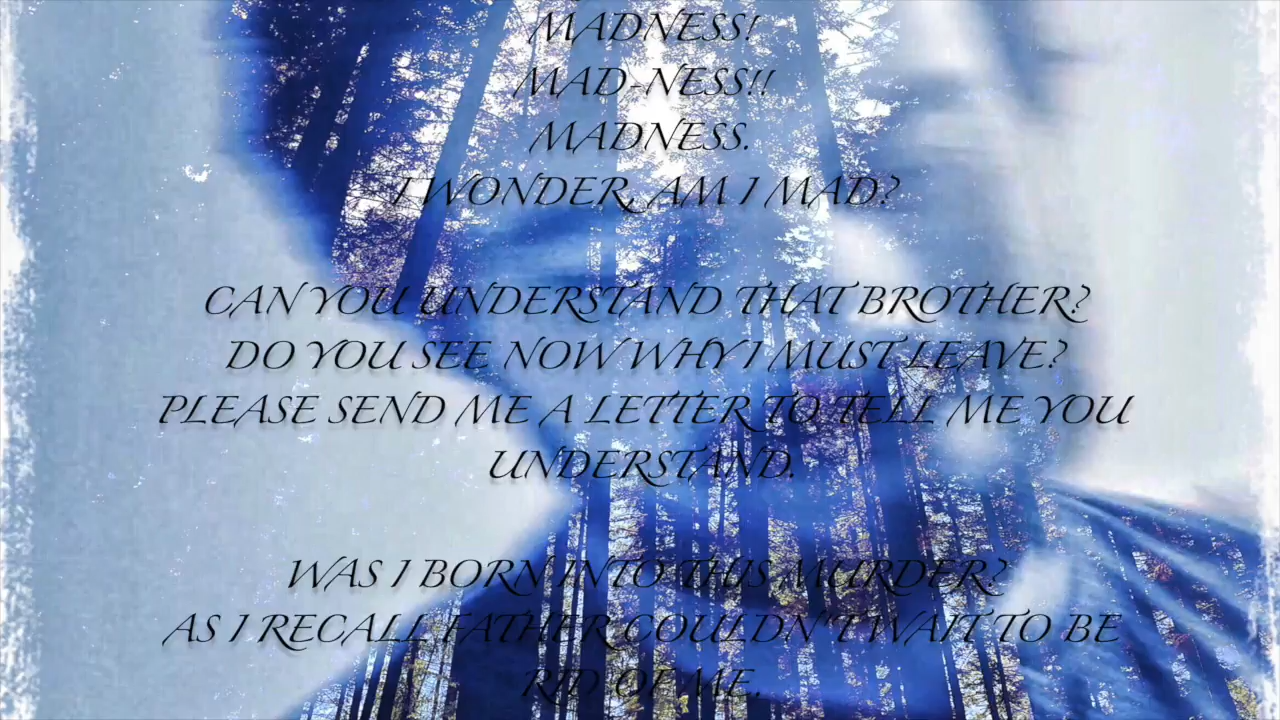 MADNESS!
MAD-NESS!!
MADNESS.
I WONDER, AM I MAD?
CAN YOU UNDERSTAND THAT BROTHER?
DO YOU SEE NOW WHY I MUST LEAVE?
PLEASE SEND ME A LETTER TO TELL ME YOU
UNDERSTAND.
WAS I BORN INTO THIS MURDER?
AS I RECALL FATHER COULDN'T WAIT TO BE
RID OF ME.